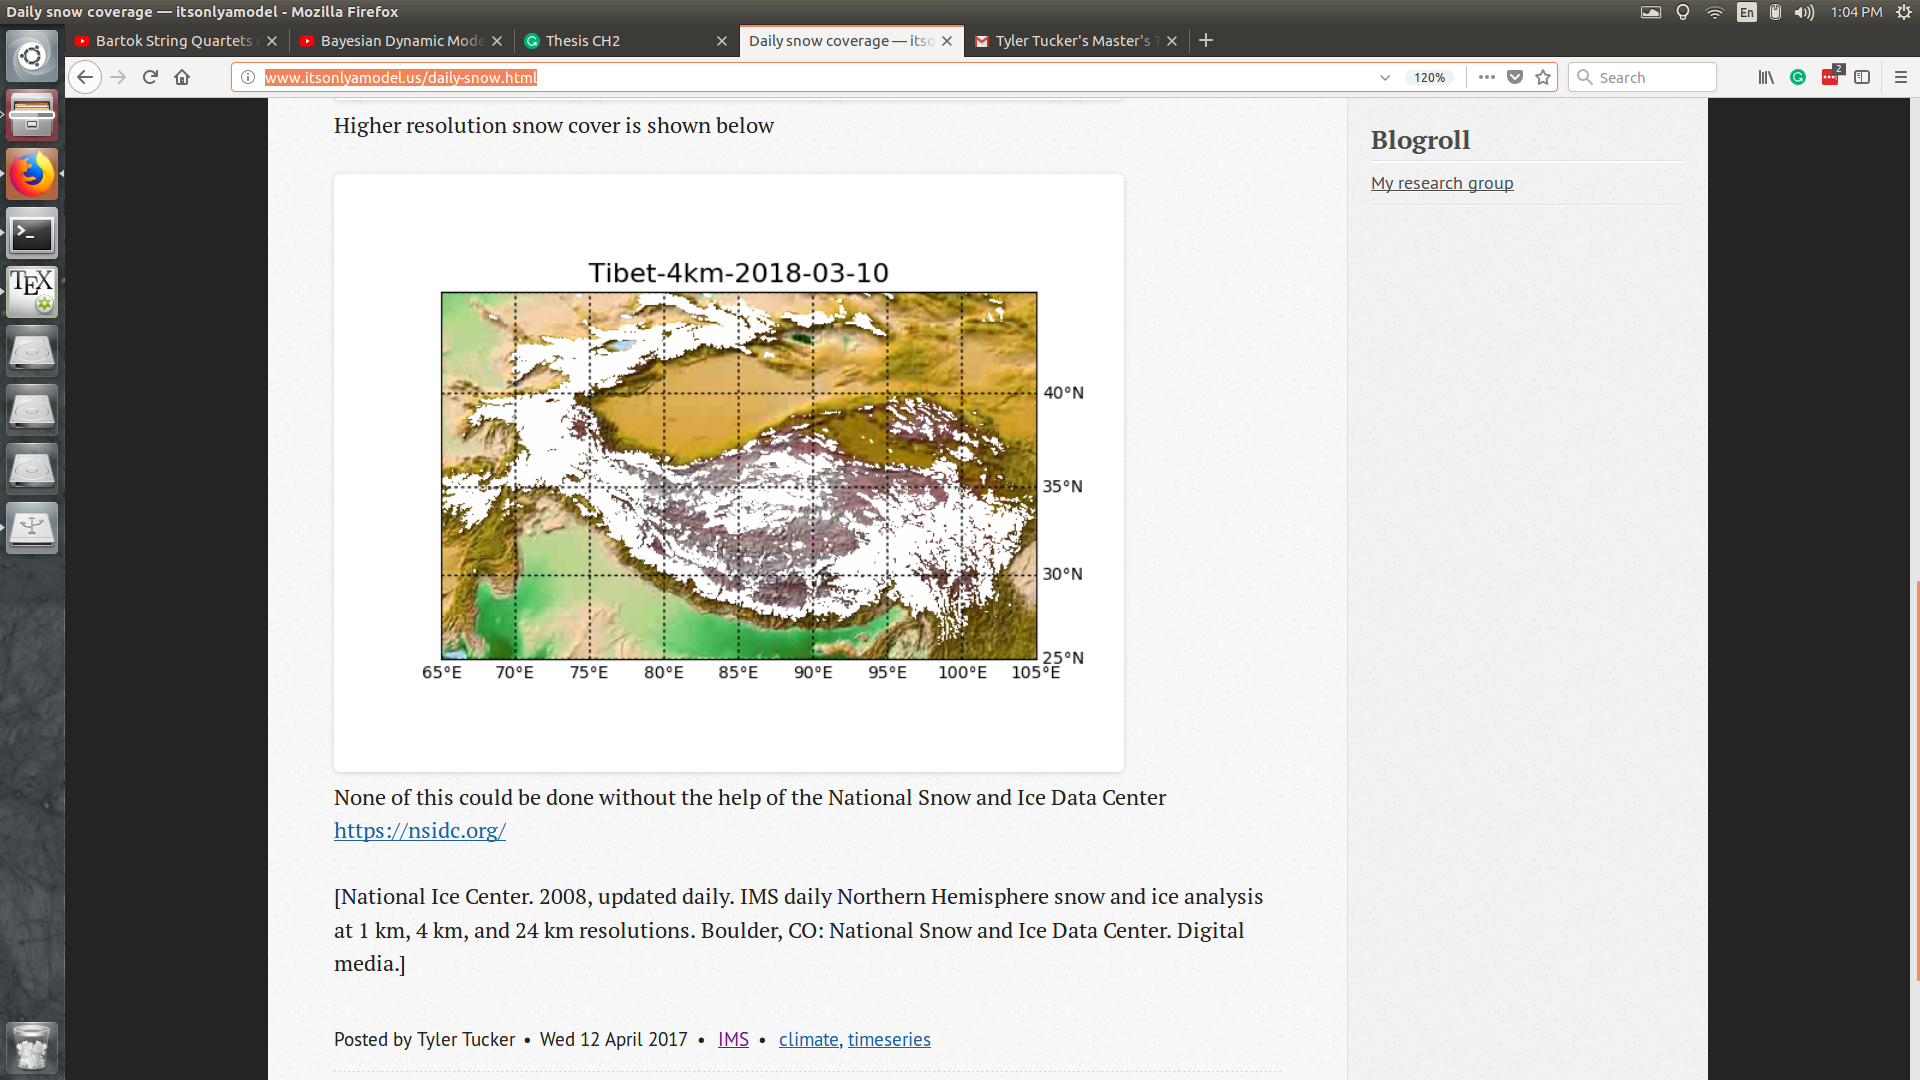 Daily snow coverage — itsonlyamodel - Mozilla Firefox
En
1:04 PM
Bartok String Quartets
Bayesian Dynamic Mode
Thesis CH2
Daily snow coverage — itso
Tyler Tucker's Master's T
www.itsonlyamodel.us/daily-snow.html
120%
Search
2
Higher resolution snow cover is shown below
Blogroll
My research group
Tibet-4km-2018-03-10
40°N
35°N
30°N
25°N
65°E 70°E 75°E 80°E 85°E 90°E 95°E 100°E 105°E
None of this could be done without the help of the National Snow and Ice Data Center
https://nsidc.org/
[National Ice Center. 2008, updated daily. IMS daily Northern Hemisphere snow and ice analysis
at 1 km, 4 km, and 24 km resolutions. Boulder, CO: National Snow and Ice Data Center. Digital
media.]
Posted by Tyler Tucker • Wed 12 April 2017 • IMS • climate, timeseries
TEX